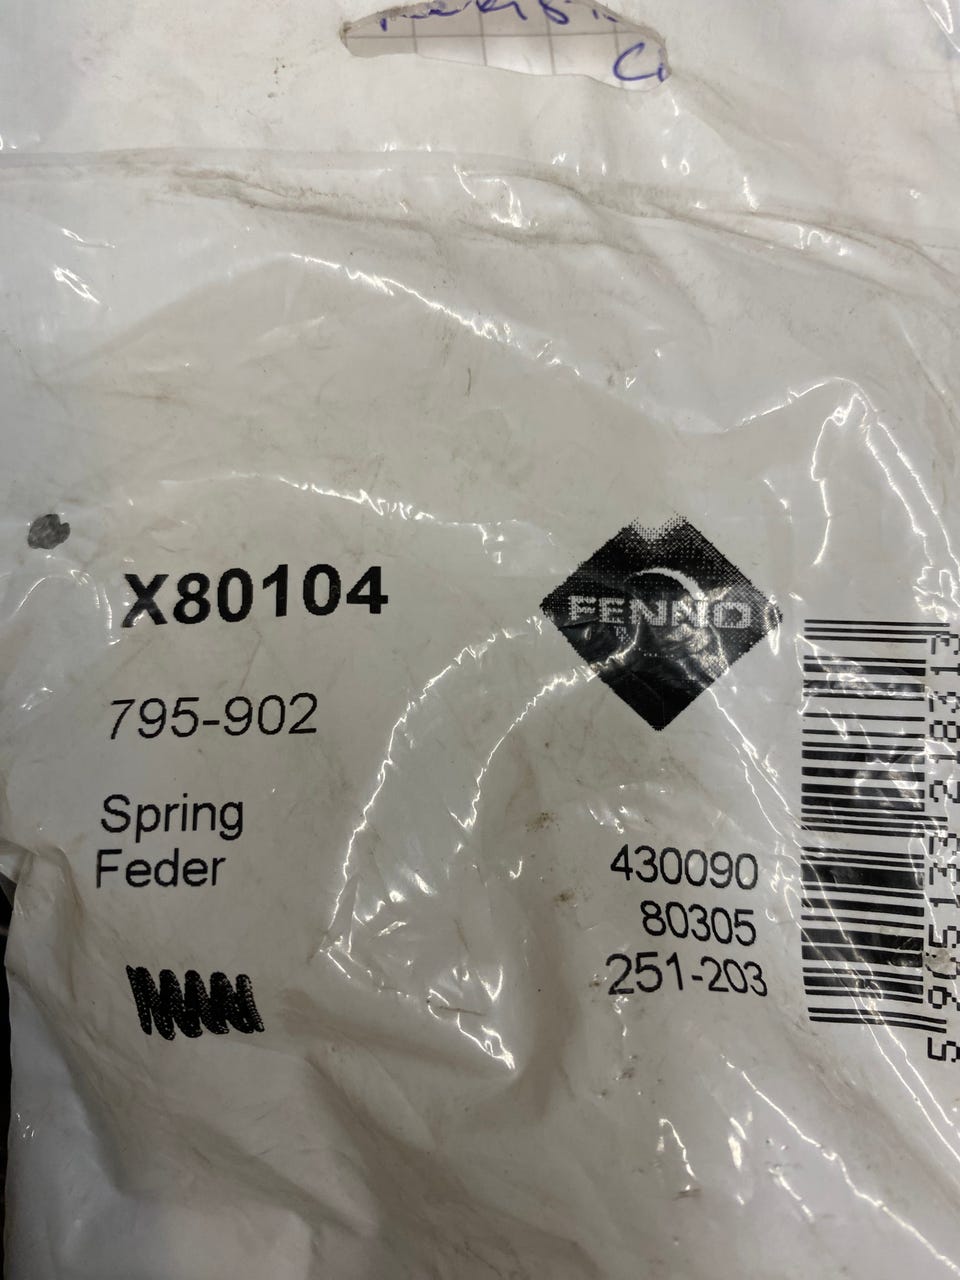 X80104
FENNO
795-902
Spring
Feder
430090
80305
251-203